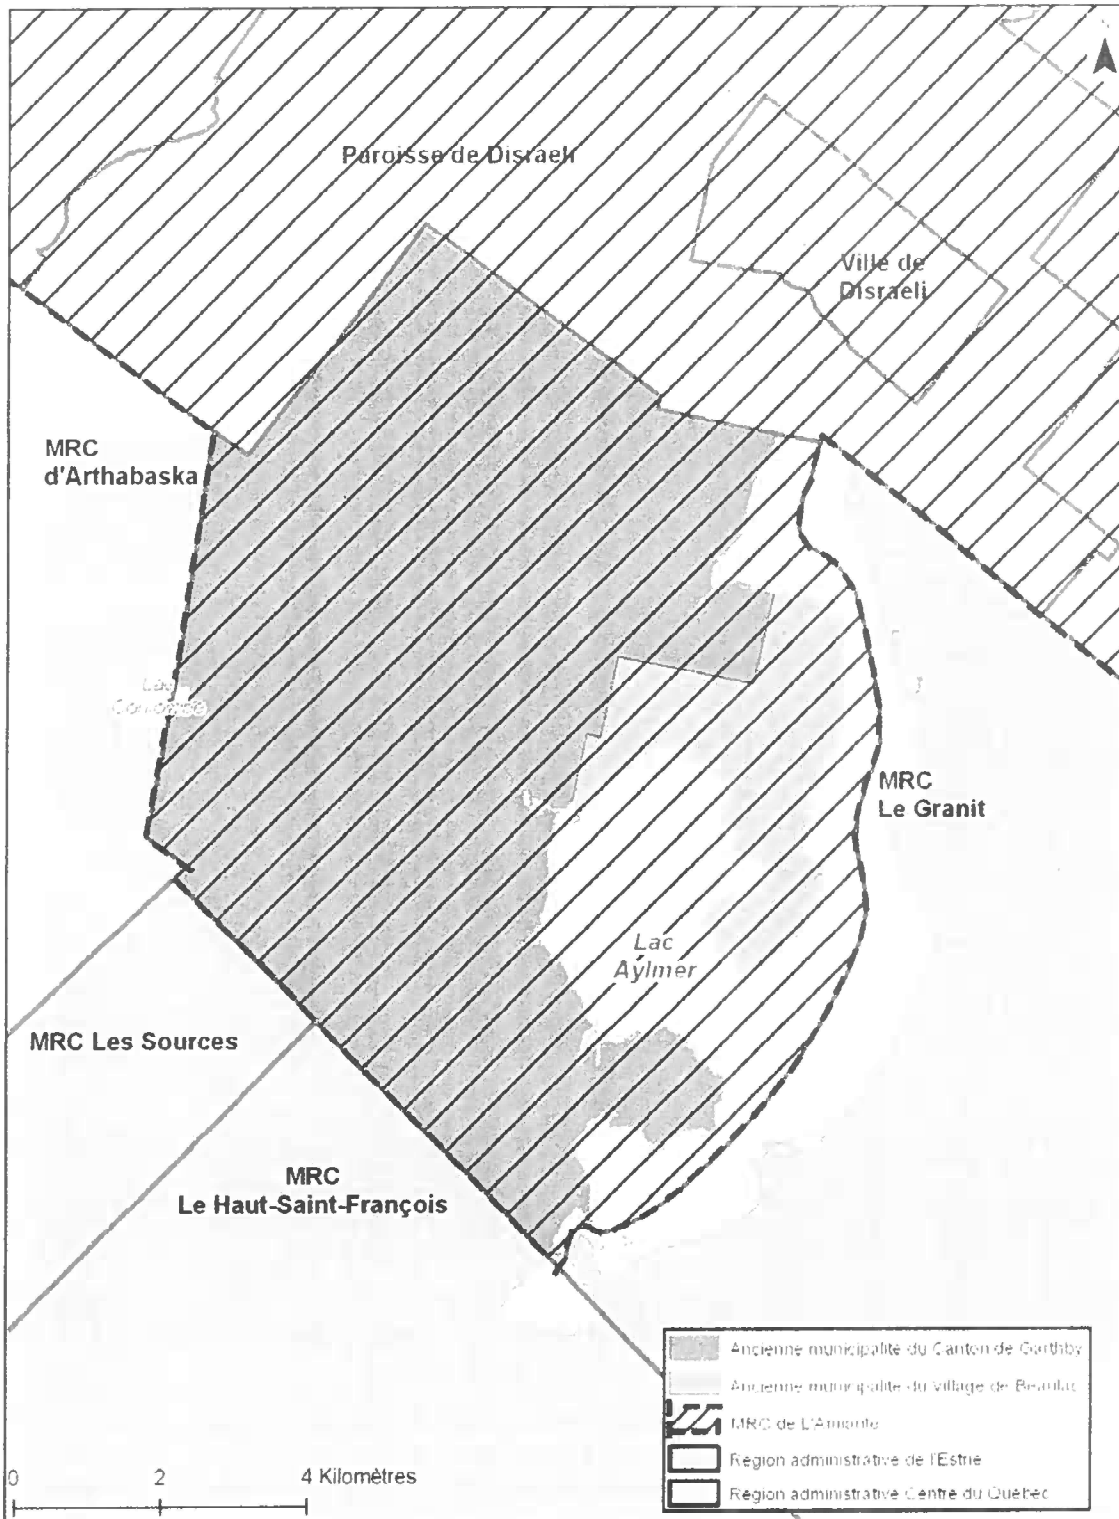 Paroisse de Disraeli
Ville de
Disraeli
MRC
d'Arthabaska
Lac
MRC
Le Granit
Lac
Aylmer
MRC Les Sources
MRC
Le Haut-Saint-François
Ancienne municipalité du Canton de Garthby
Ancienne municipalité du Village de Beaulac
MRC de L'Amiante
Région administrative de l'Estrie
Région administrative Centre du Québec
0 2 4 Kilomètres